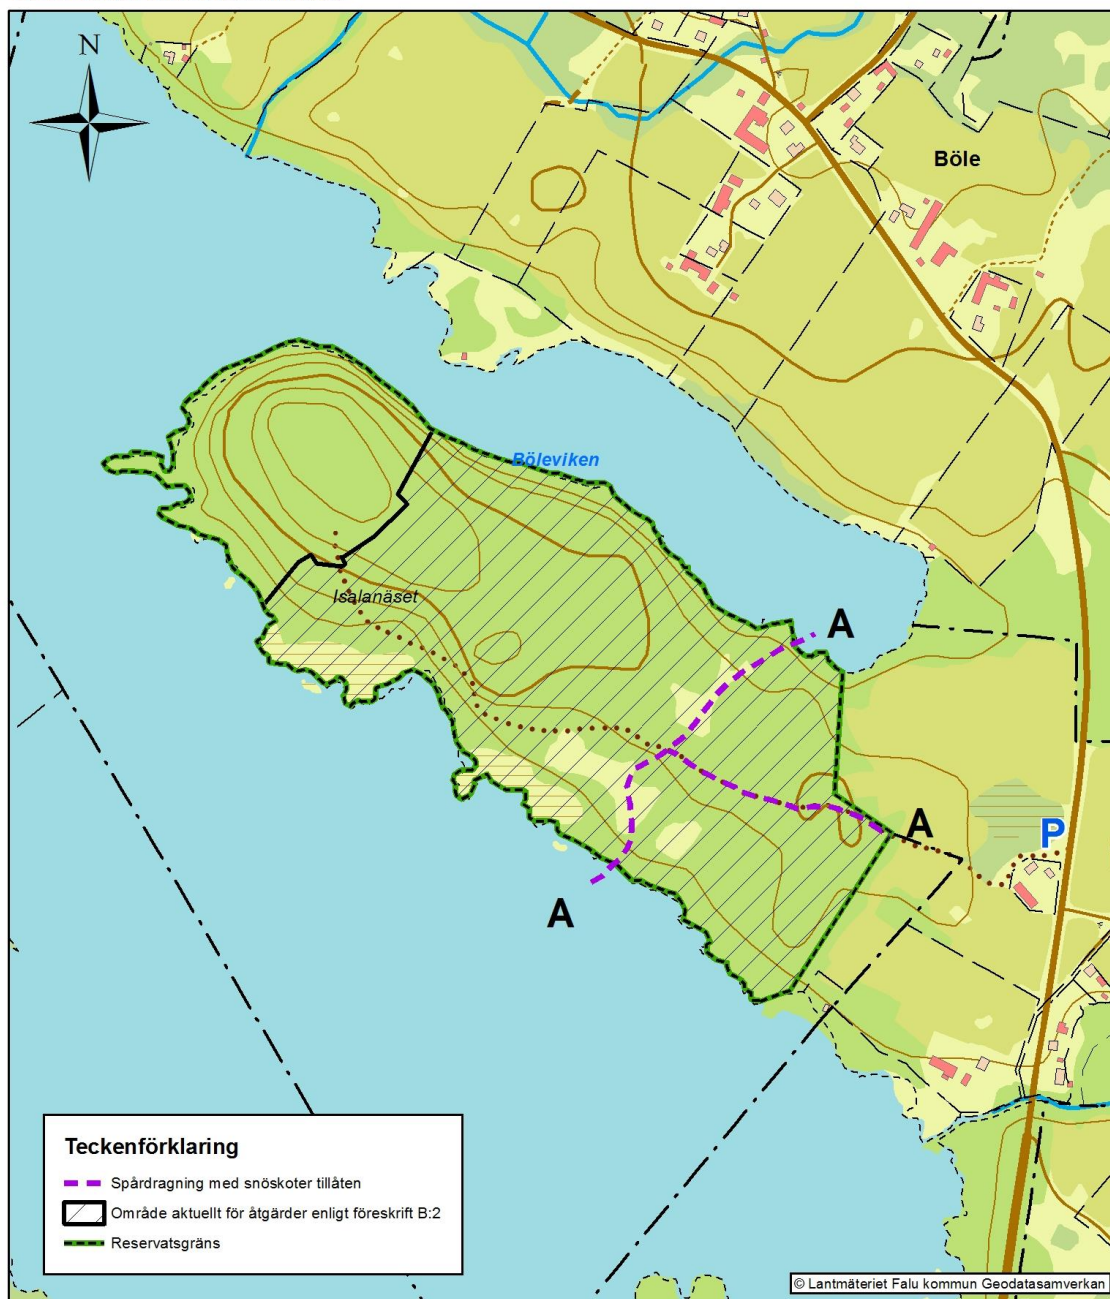 N
Böle
Böleviken
Isalanäset
A
A
P
A
Teckenförklaring
Spårdragning med snöskoter tillåten
Område aktuellt för åtgärder enligt föreskrift B:2
Reservatsgräns
© Lantmäteriet Falu kommun Geodatasamverkan